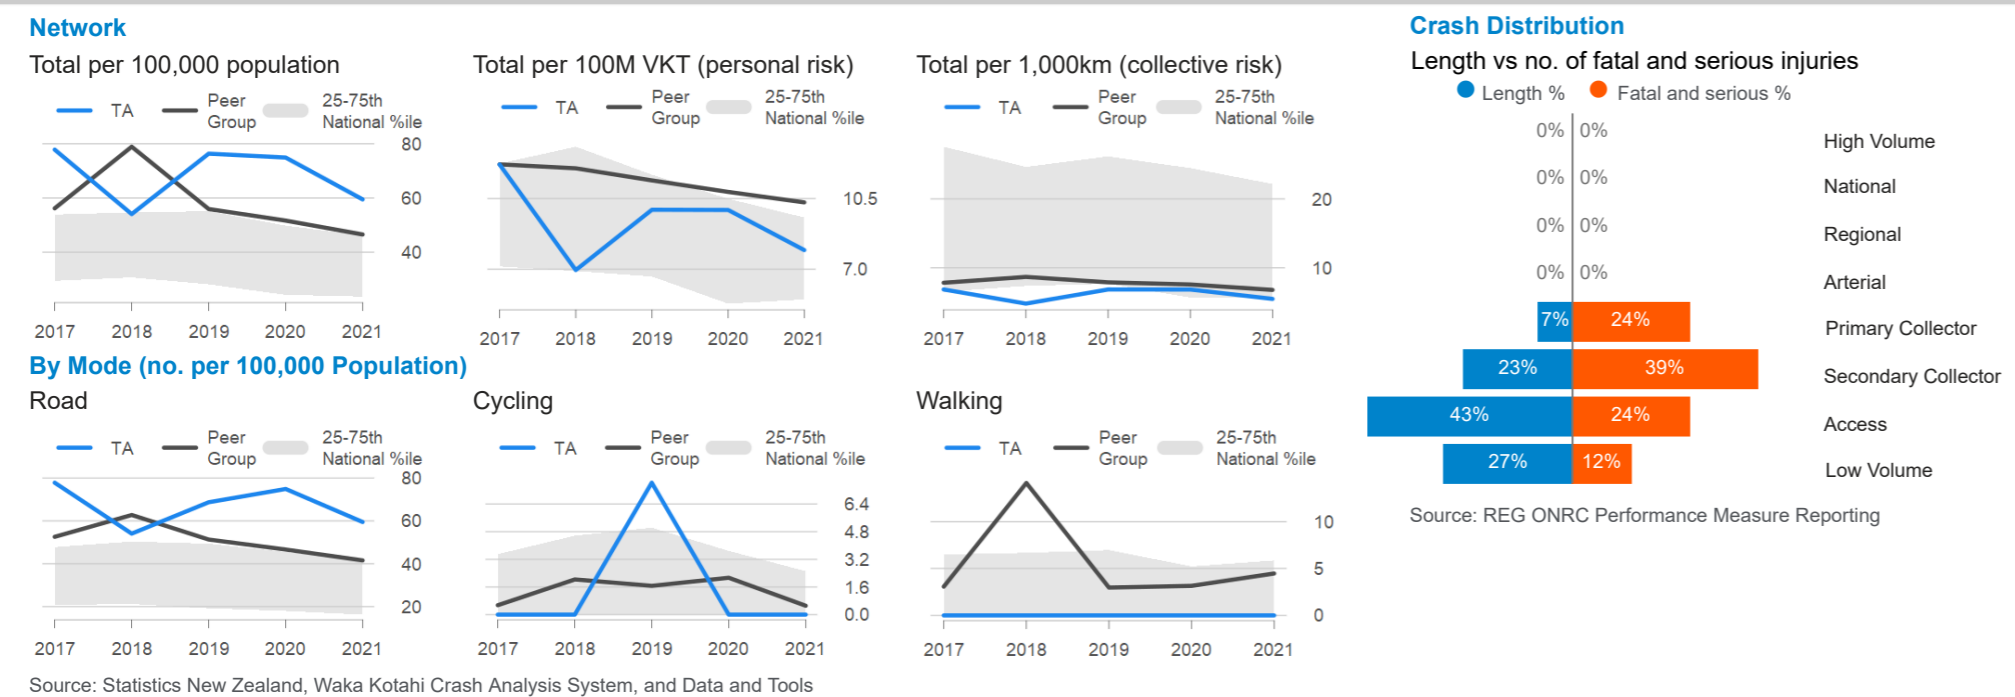 Network
Total per 100,000 population
TA
Peer Group
25-75th National %ile
80
60
40
2017 2018 2019 2020 2021
Total per 100M VKT (personal risk)
TA
Peer Group
25-75th National %ile
10.5
7.0
2017 2018 2019 2020 2021
Total per 1,000km (collective risk)
TA
Peer Group
25-75th National %ile
20
10
2017 2018 2019 2020 2021
By Mode (no. per 100,000 Population)
Road
TA
Peer Group
25-75th National %ile
80
60
40
20
2017 2018 2019 2020 2021
Cycling
TA
Peer Group
25-75th National %ile
6.4
4.8
3.2
1.6
0.0
2017 2018 2019 2020 2021
Walking
TA
Peer Group
25-75th National %ile
10
5
0
2017 2018 2019 2020 2021
Source: Statistics New Zealand, Waka Kotahi Crash Analysis System, and Data and Tools
Crash Distribution
Length vs no. of fatal and serious injuries
Length % Fatal and serious %
0% 0% High Volume
0% 0% National
0% 0% Regional
0% 0% Arterial
7% 24% Primary Collector
23% 39% Secondary Collector
43% 24% Access
27% 12% Low Volume
Source: REG ONRC Performance Measure Reporting